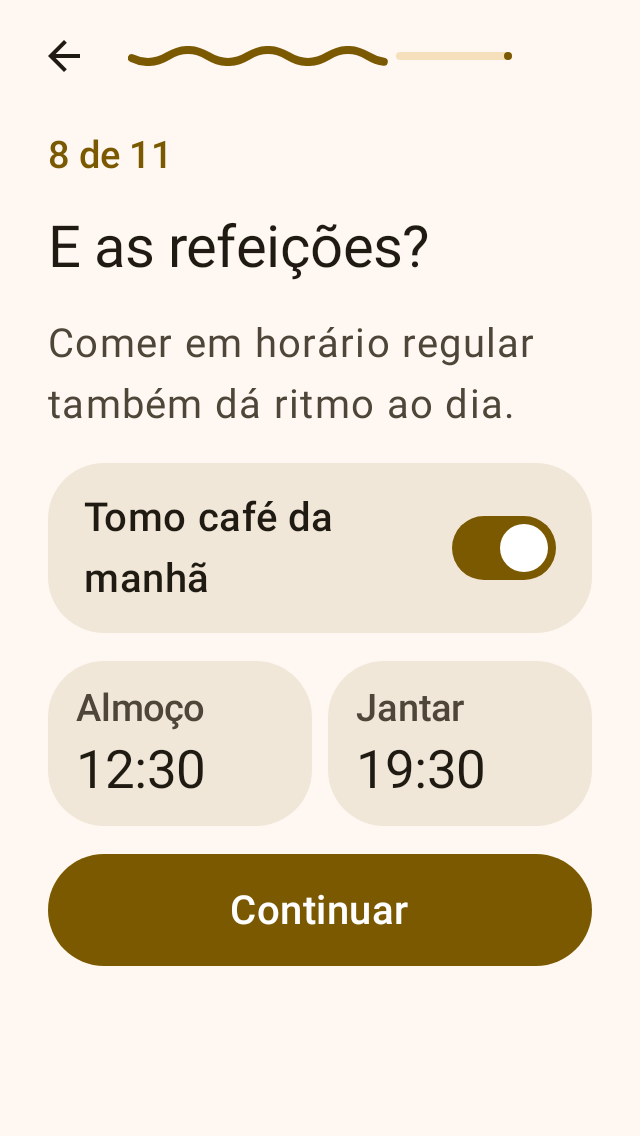 8 de 11
E as refeições?
Comer em horário regular
também dá ritmo ao dia.
Tomo café da
manhã
Almoço
12:30
Jantar
19:30
Continuar